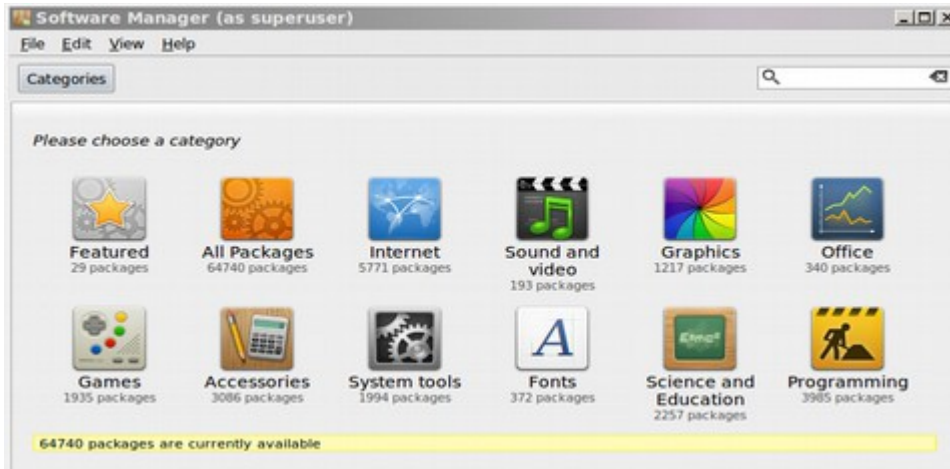 Software Manager (as superuser)
File Edit View Help
Categories
Please choose a category
Featured
29 packages
All Packages
64740 packages
Internet
5771 packages
Sound and
video
193 packages
Graphics
1217 packages
Office
340 packages
Games
1935 packages
Accessories
3086 packages
System tools
1994 packages
A
Fonts
372 packages
Science and
Education
2257 packages
Programming
3985 packages
64740 packages are currently available